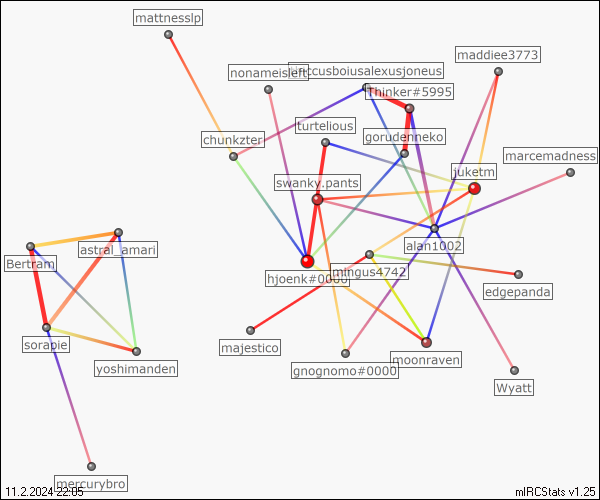 mattnesslp
maddiee3773
nonameisleft
Thinker#5995
turtelious
gorudenneko
chunkzter
marcemadness
juketm
swanky.pants
alan1002
astral_amari
Bertram
hjoenk#0000
mingus4742
edgepanda
sorapie
majestico
moonraven
yoshimanden
gnognomo#0000
Wyatt
mercurybro
11.2.2024 22:05
mIRCStats v1.25